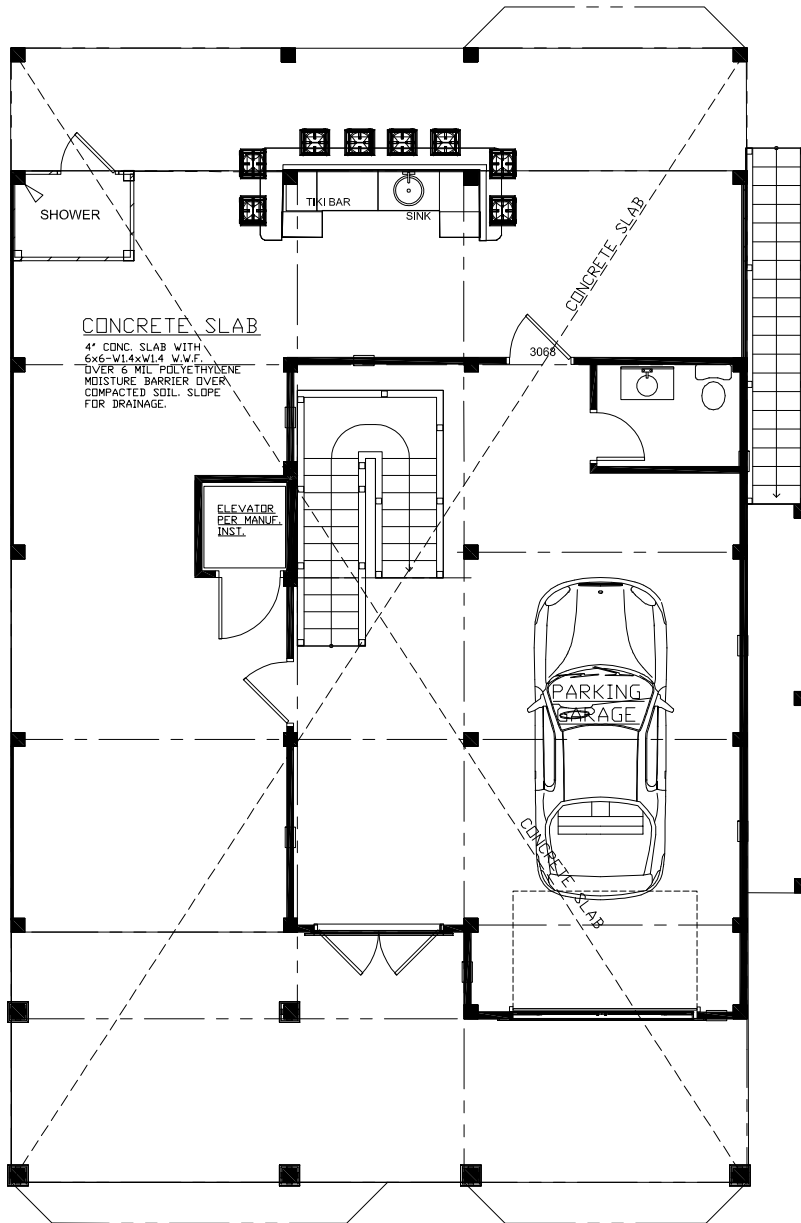 SHOWER
TIKI BAR
SINK
CONCRETE SLAB
CONCRETE SLAB
4" CONC. SLAB WITH
6x6-W1.4xW1.4 W.W.F.
OVER 6 MIL POLYETHYLENE
MOISTURE BARRIER OVER
COMPACTED SOIL. SLOPE
FOR DRAINAGE.
3068
ELEVATOR
PER MANUF.
INST.
PARKING
GARAGE
CONCRETE SLAB